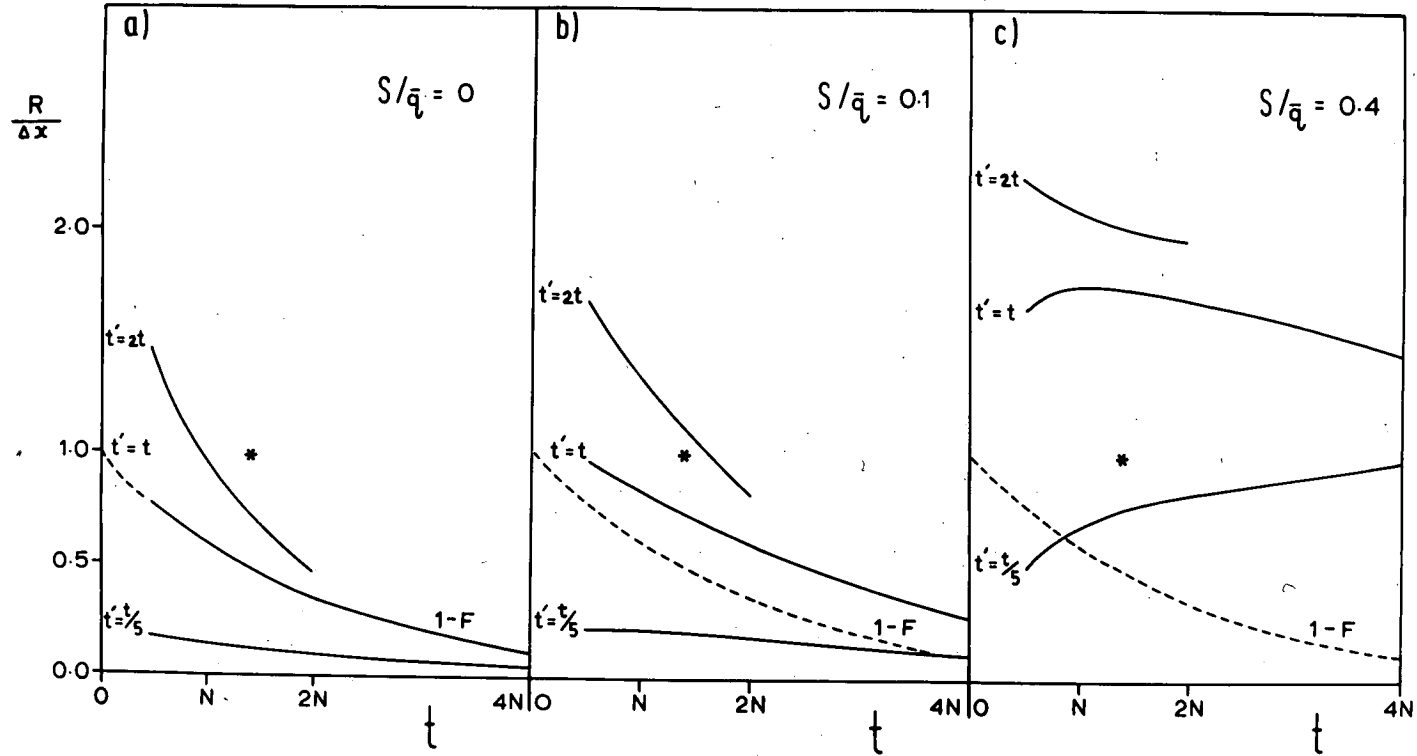 a)
S/q̄ = 0
R
Δx
2.0
1.0
0.5
0.0
t'=2t
t'=t
t'=t/5
*
1-F
0
N
2N
4N
t
b)
S/q̄ = 0.1
t'=2t
t'=t
t'=t/5
*
1-F
0
2N
4N
t
c)
S/q̄ = 0.4
t'=2t
t'=t
t'=t/5
*
1-F
0
N
2N
4N
t